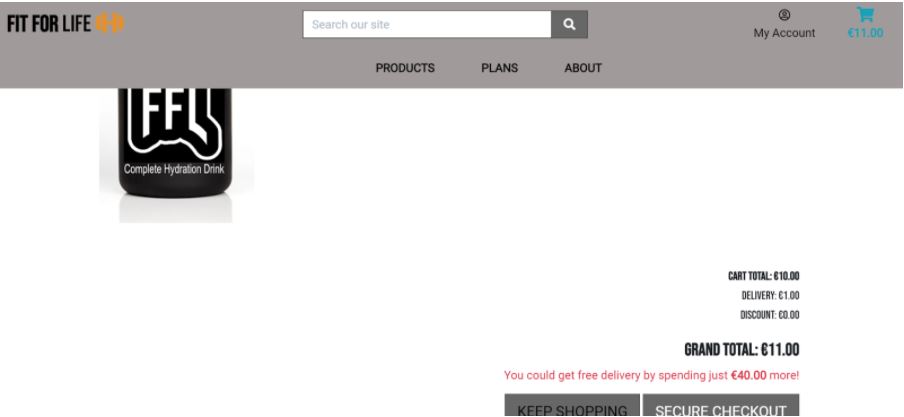 FIT FOR LIFE
Search our site
My Account
€11.00
PRODUCTS
PLANS
ABOUT
FFL
Complete Hydration Drink
CART TOTAL: €10.00
DELIVERY: €1.00
DISCOUNT: €0.00
GRAND TOTAL: €11.00
You could get free delivery by spending just €40.00 more!
KEEP SHOPPING
SECURE CHECKOUT